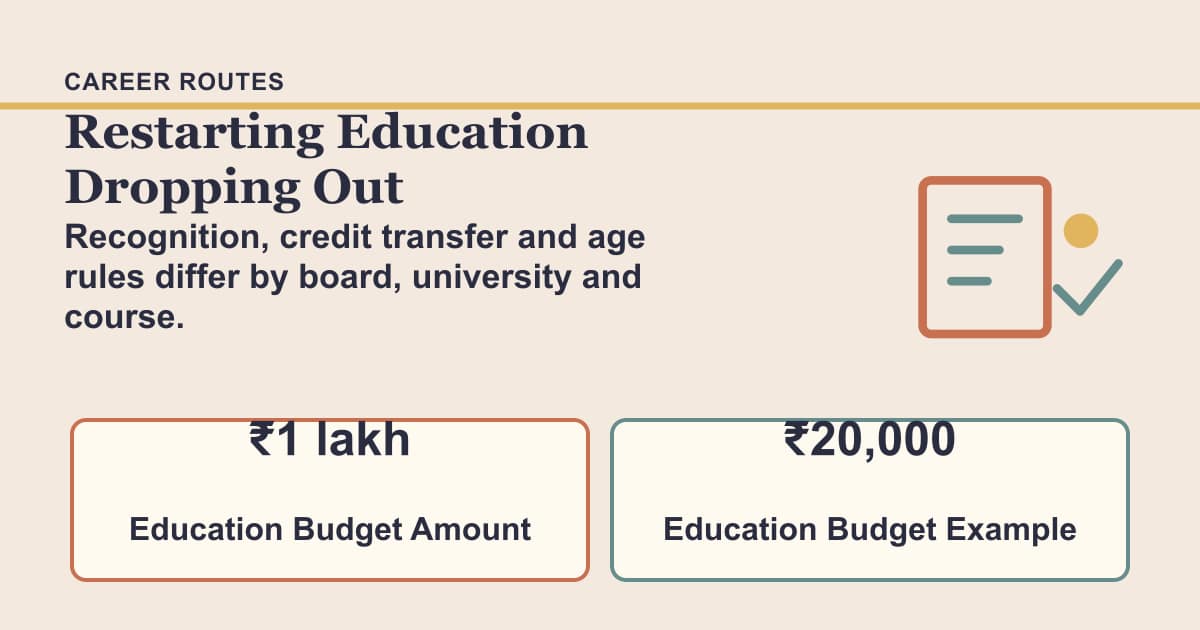 CAREER ROUTES
Restarting Education
Dropping Out
Recognition, credit transfer and age
rules differ by board, university and
course.
₹1 lakh
Education Budget Amount
₹20,000
Education Budget Example